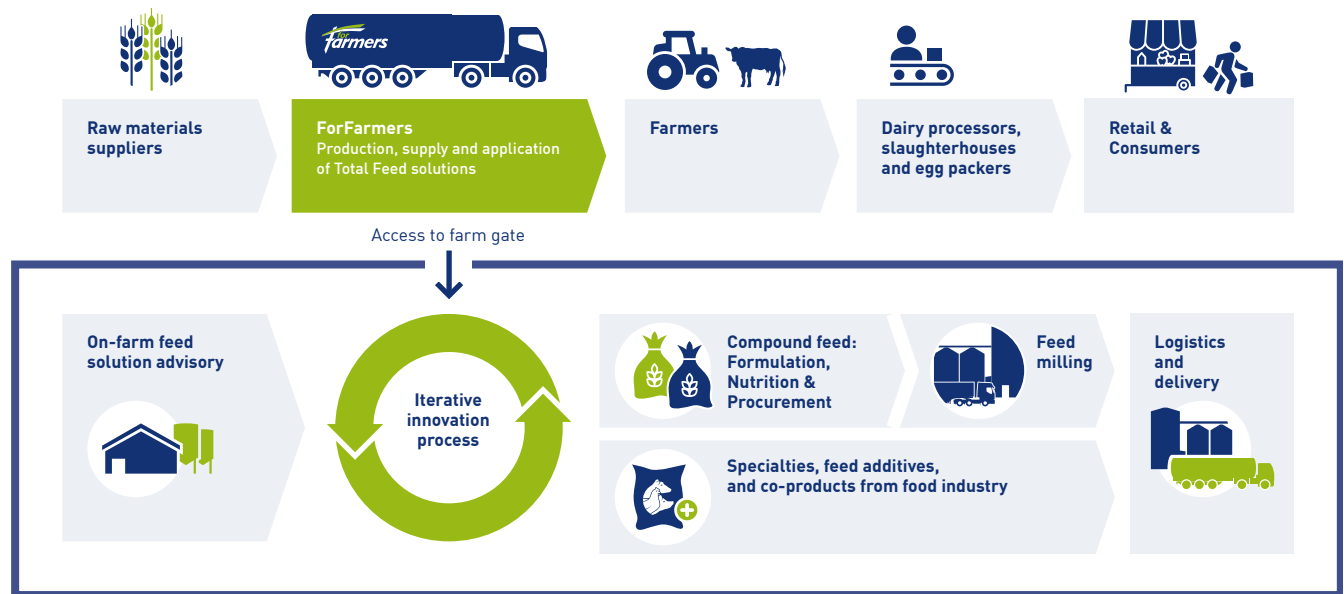 for
farmers
Raw materials
suppliers
ForFarmers
Production, supply and application
of Total Feed solutions
Farmers
Dairy processors,
slaughterhouses
and egg packers
Retail &
Consumers
Access to farm gate
On-farm feed
solution advisory
Iterative
innovation
process
Compound feed:
Formulation,
Nutrition &
Procurement
Feed
milling
Specialties, feed additives,
and co-products from food industry
Logistics
and
delivery